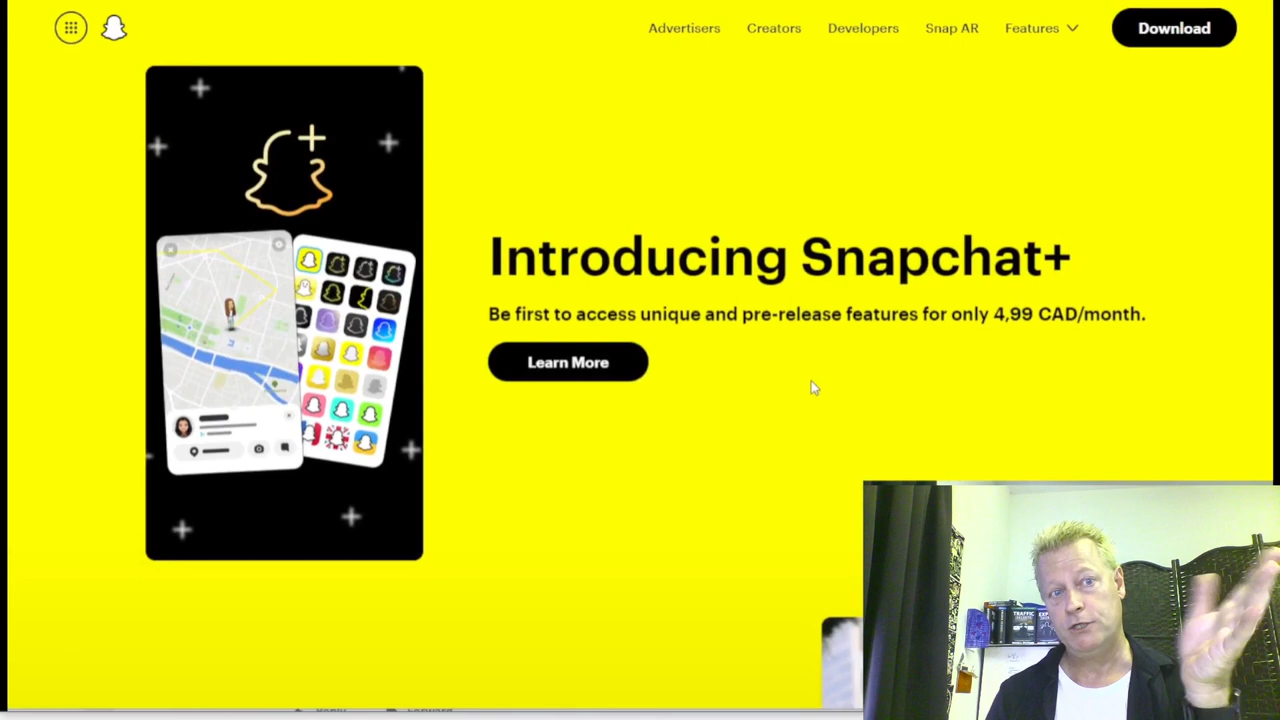 Advertisers Creators Developers Snap AR Features Download
Introducing Snapchat+
Be first to access unique and pre-release features for only 4,99 CAD/month.
Learn More
TRAFFIC